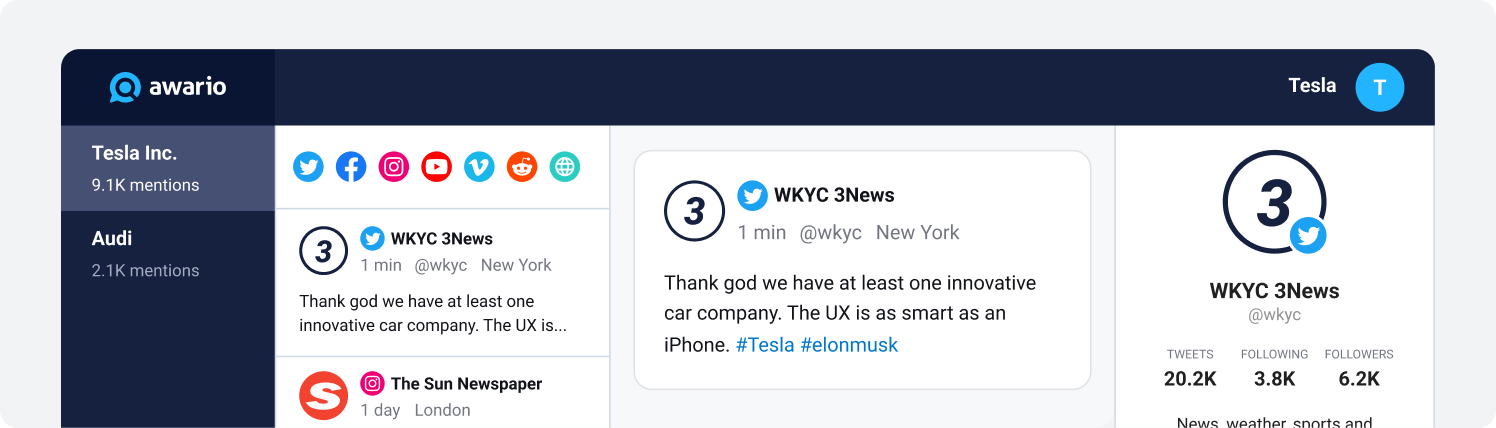 awario
Tesla
T
Tesla Inc.
9.1K mentions
Audi
2.1K mentions
3
WKYC 3News
1 min @wkyc New York
Thank god we have at least one
innovative car company. The UX is...
S
The Sun Newspaper
1 day London
3
WKYC 3News
1 min @wkyc New York
Thank god we have at least one innovative
car company. The UX is as smart as an
iPhone. #Tesla #elonmusk
3
WKYC 3News
@wkyc
TWEETS FOLLOWING FOLLOWERS
20.2K 3.8K 6.2K
News, weather, sports and